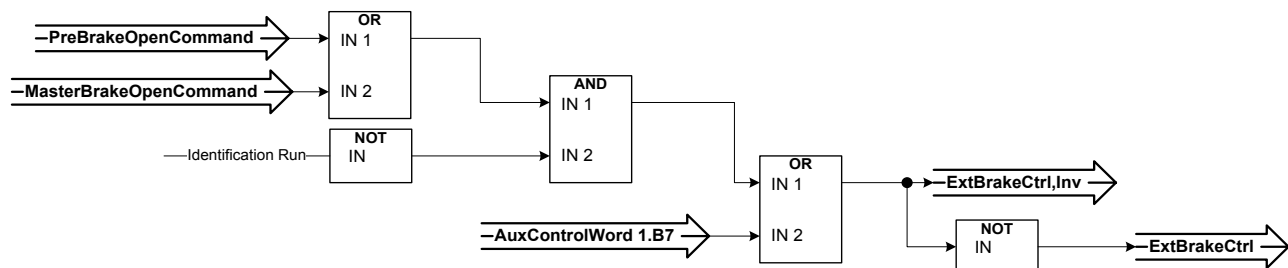 OR
PreBrakeOpenCommand
IN 1
MasterBrakeOpenCommand
IN 2
AND
IN 1
NOT
Identification Run
IN
IN 2
OR
IN 1
ExtBrakeCtrl,Inv
AuxControlWord 1.B7
IN 2
NOT
IN
ExtBrakeCtrl